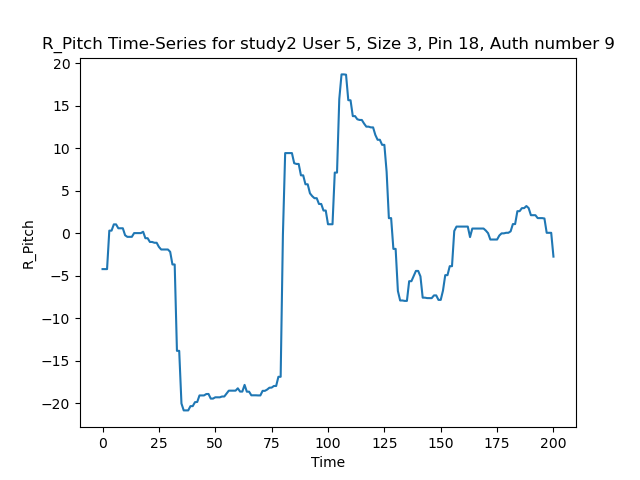 R_Pitch Time-Series for study2 User 5, Size 3, Pin 18, Auth number 9
20
15
10
5
0
−5
−10
−15
−20
R_Pitch
0 25 50 75 100 125 150 175 200
Time